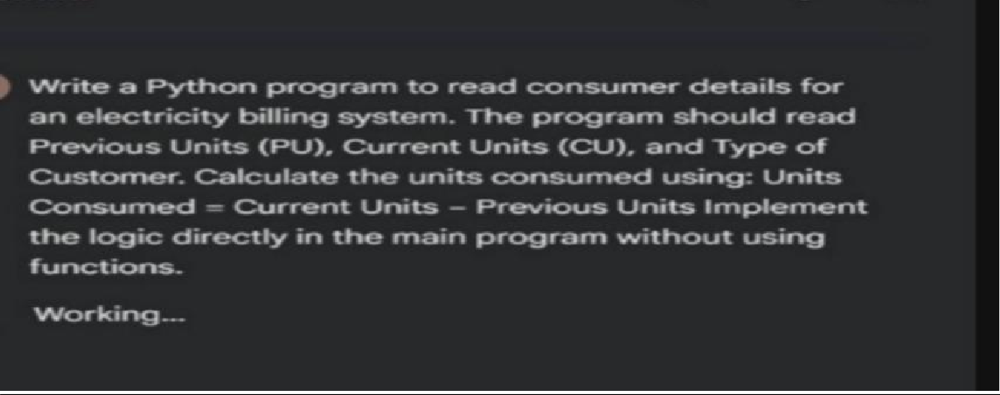 Write a Python program to read consumer details for
an electricity billing system. The program should read
Previous Units (PU), Current Units (CU), and Type of
Customer. Calculate the units consumed using: Units
Consumed = Current Units – Previous Units Implement
the logic directly in the main program without using
functions.
Working...